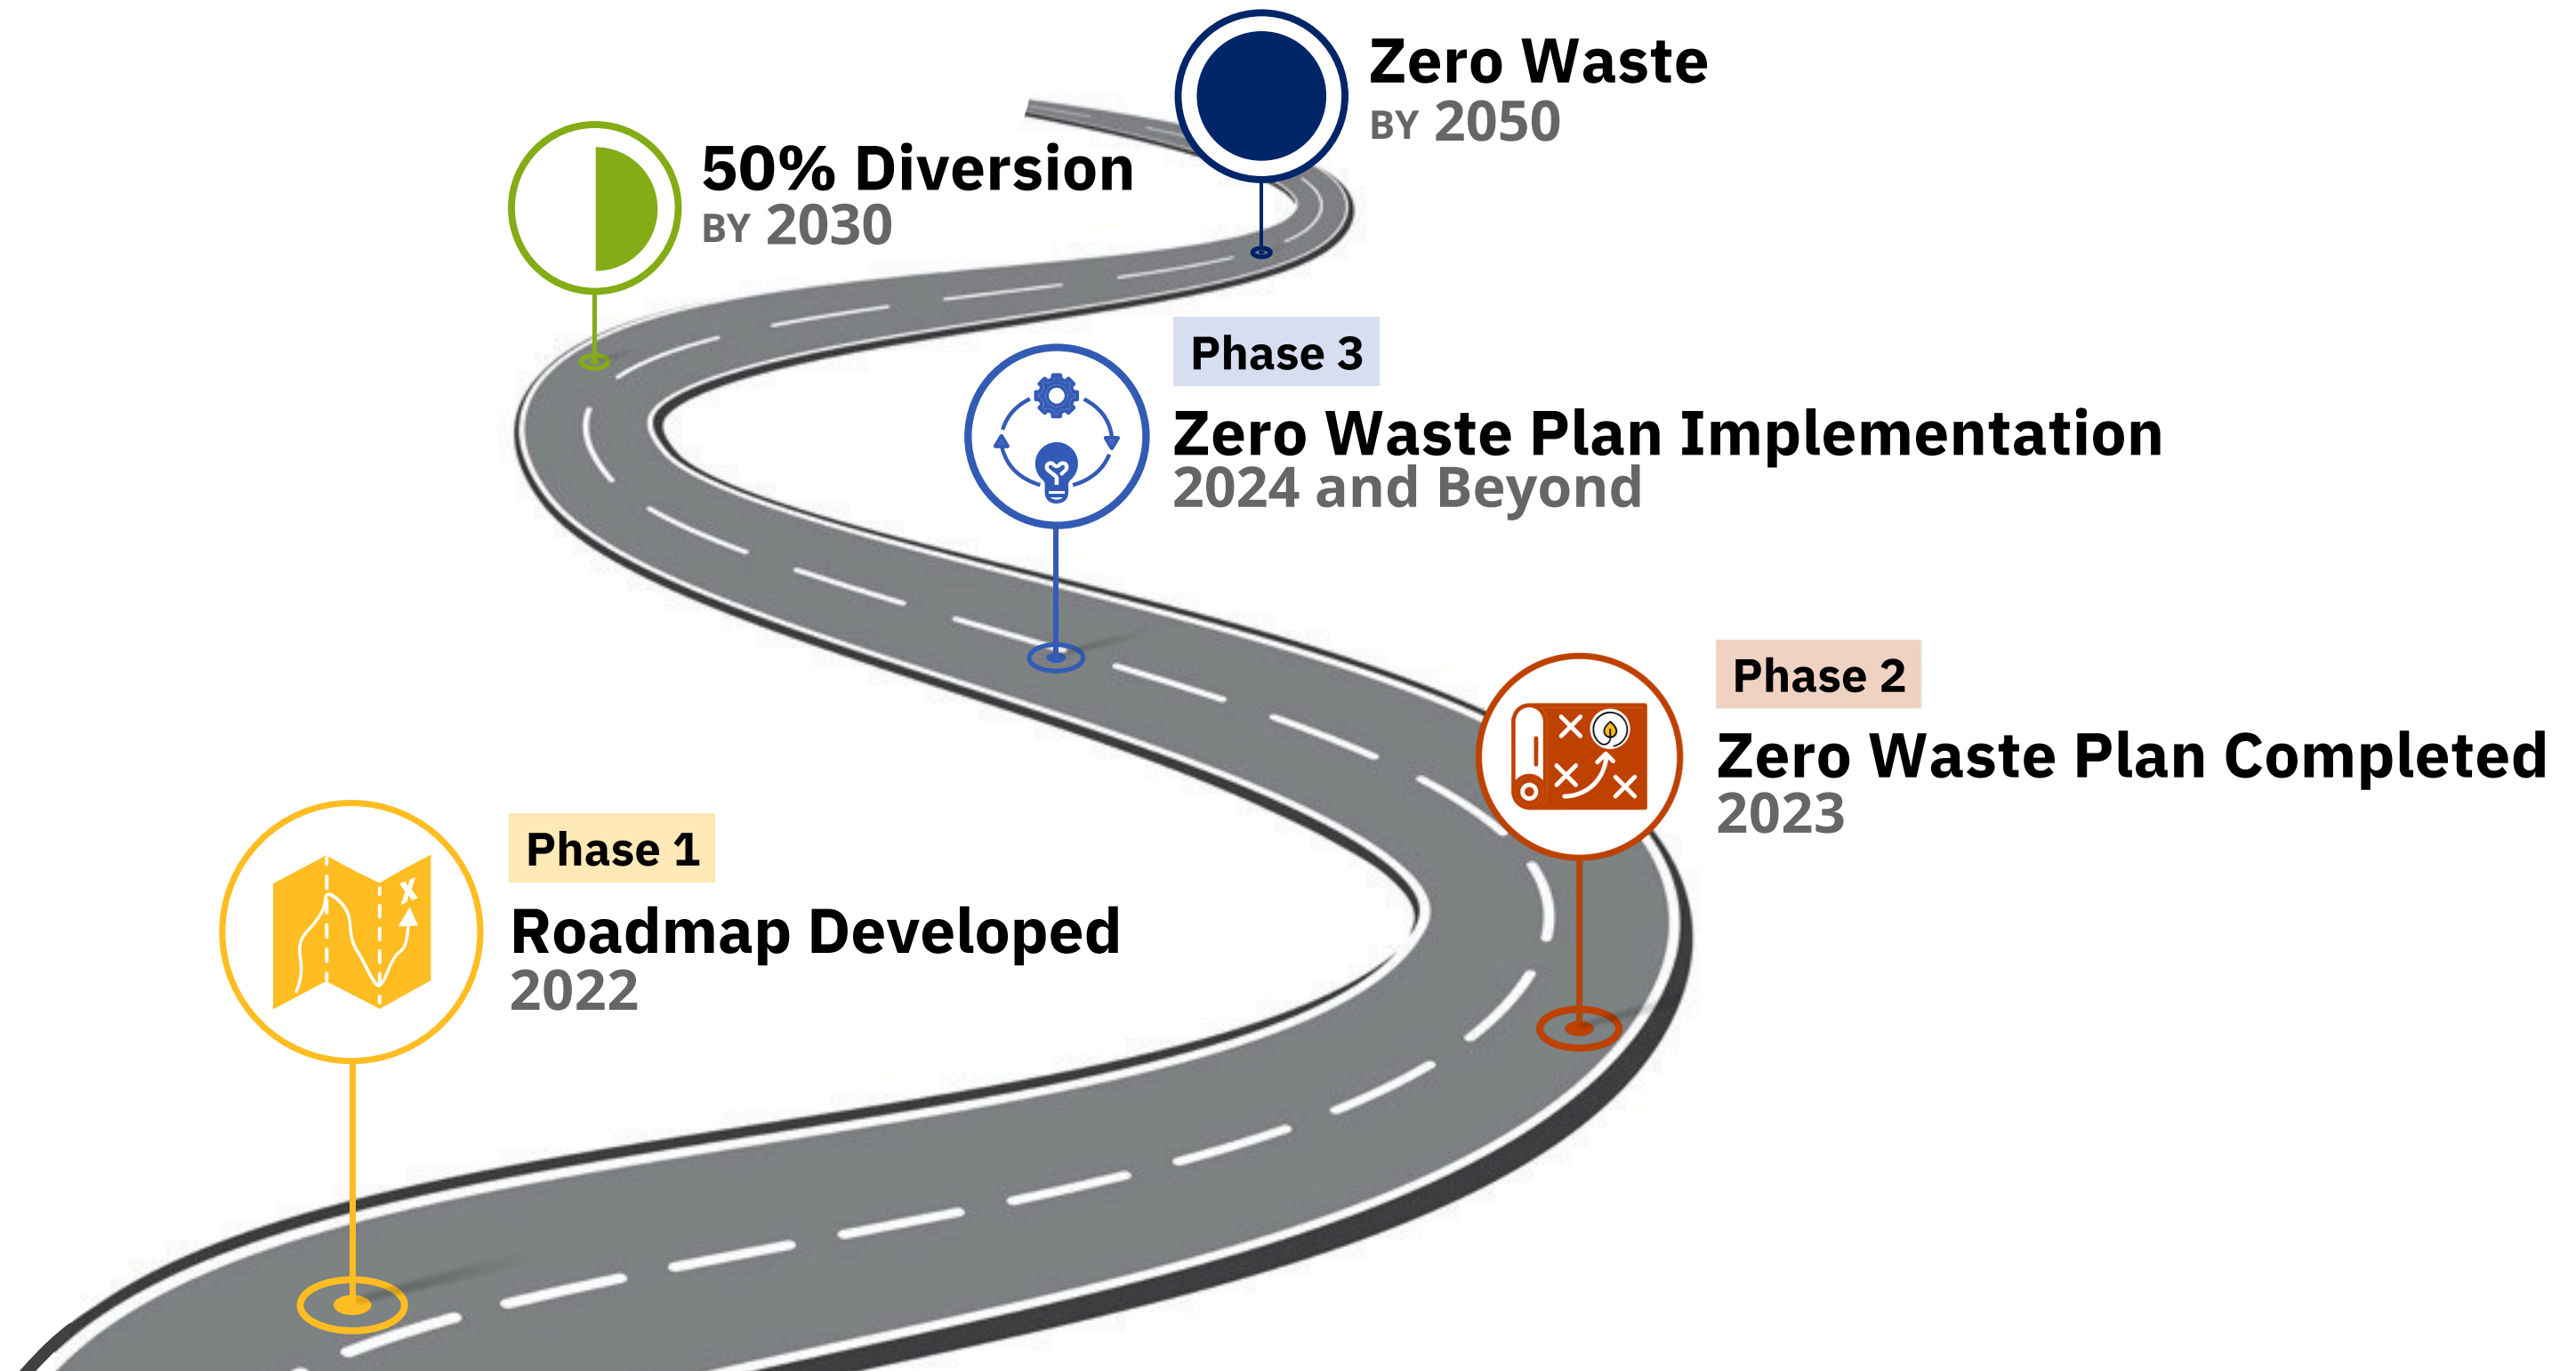 Zero Waste
BY 2050
50% Diversion
BY 2030
Phase 3
Zero Waste Plan Implementation
2024 and Beyond
Phase 2
Zero Waste Plan Completed
2023
Phase 1
Roadmap Developed
2022